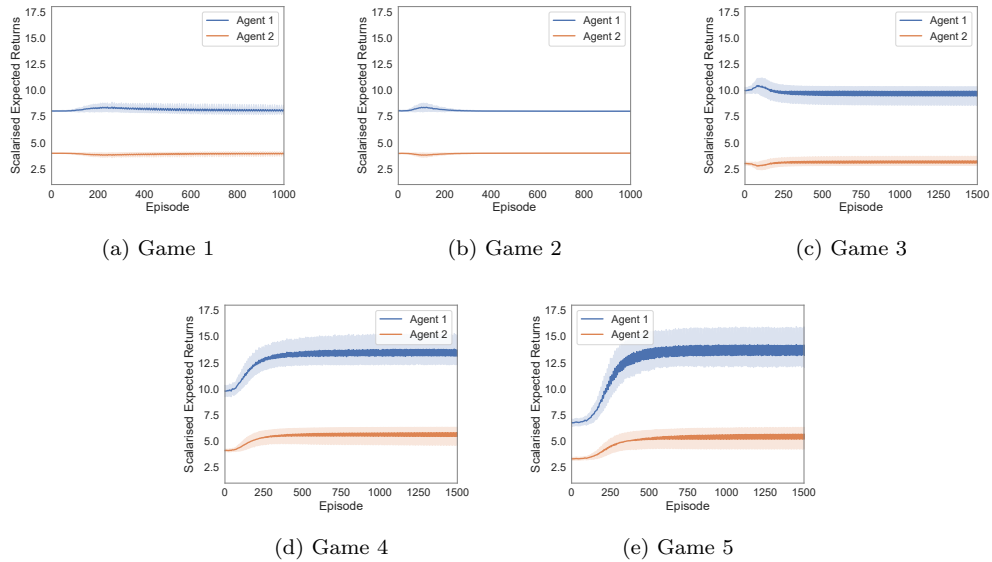 Scalarised Expected Returns
17.5
15.0
12.5
10.0
7.5
5.0
2.5
0 200 400 600 800 1000
Episode
Agent 1
Agent 2
(a) Game 1
Scalarised Expected Returns
17.5
15.0
12.5
10.0
7.5
5.0
2.5
0 200 400 600 800 1000
Episode
Agent 1
Agent 2
(b) Game 2
Scalarised Expected Returns
17.5
15.0
12.5
10.0
7.5
5.0
2.5
0 250 500 750 1000 1250 1500
Episode
Agent 1
Agent 2
(c) Game 3
Scalarised Expected Returns
17.5
15.0
12.5
10.0
7.5
5.0
2.5
0 250 500 750 1000 1250 1500
Episode
Agent 1
Agent 2
(d) Game 4
Scalarised Expected Returns
17.5
15.0
12.5
10.0
7.5
5.0
2.5
0 250 500 750 1000 1250 1500
Episode
Agent 1
Agent 2
(e) Game 5